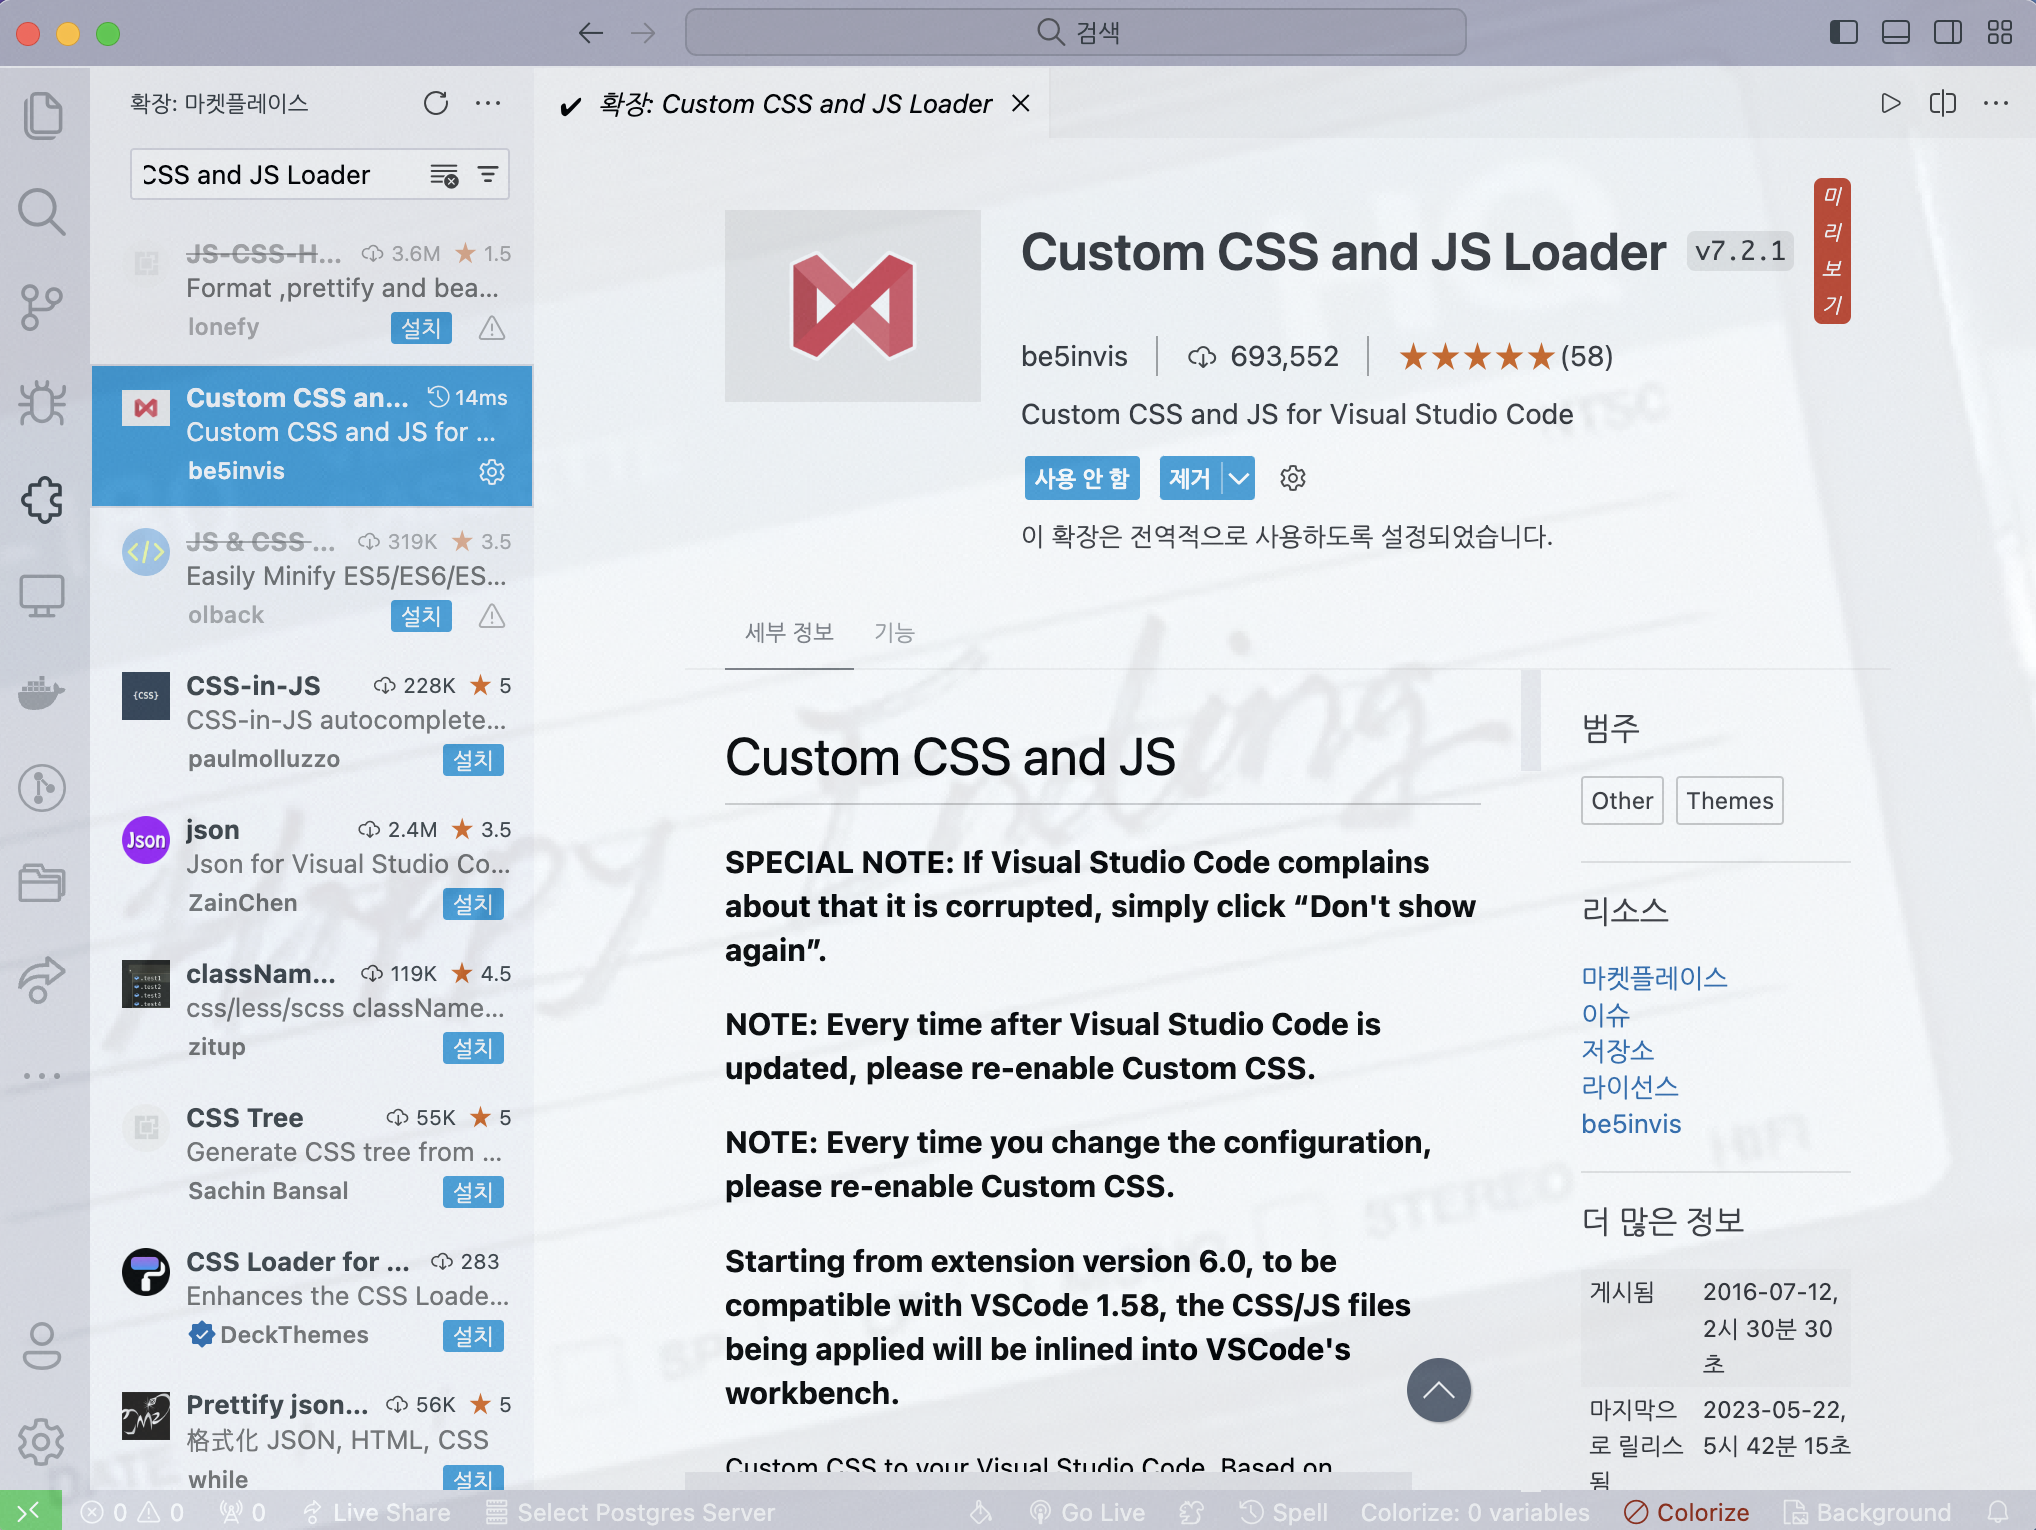 검색
확장: 마켓플레이스
확장: Custom CSS and JS Loader
CSS and JS Loader
JS-CSS-H... 3.6M 1.5
Format ,prettify and bea...
lonefy 설치
Custom CSS an... 14ms
Custom CSS and JS for ...
be5invis
JS & CSS ... 319K 3.5
Easily Minify ES5/ES6/ES...
olback 설치
CSS-in-JS 228K 5
CSS-in-JS autocomplete...
paulmolluzzo 설치
json 2.4M 3.5
Json for Visual Studio Co...
ZainChen 설치
classNam... 119K 4.5
css/less/scss className...
zitup 설치
CSS Tree 55K 5
Generate CSS tree from ...
Sachin Bansal 설치
CSS Loader for ... 283
Enhances the CSS Loade...
DeckThemes 설치
Prettify json... 56K 5
格式化 JSON, HTML, CSS
while 설치
{css}
Json
Custom CSS and JS Loader v7.2.1 미리보기
be5invis 693,552 (58)
Custom CSS and JS for Visual Studio Code
사용 안 함 제거
이 확장은 전역적으로 사용하도록 설정되었습니다.
세부 정보 기능
Custom CSS and JS
SPECIAL NOTE: If Visual Studio Code complains
about that it is corrupted, simply click “Don't show
again”.
NOTE: Every time after Visual Studio Code is
updated, please re-enable Custom CSS.
NOTE: Every time you change the configuration,
please re-enable Custom CSS.
Starting from extension version 6.0, to be
compatible with VSCode 1.58, the CSS/JS files
being applied will be inlined into VSCode's
workbench.
Custom CSS to your Visual Studio Code. Based on
범주
Other Themes
리소스
마켓플레이스
이슈
저장소
라이선스
be5invis
더 많은 정보
게시됨 2016-07-12,
2시 30분 30
초
마지막으 2023-05-22,
로 릴리스 5시 42분 15초
됨
Happy Ending
HQ
NTSC
HIFI
STEREO
SP
DATE
0 0 0 Live Share Select Postgres Server Go Live Spell Colorize: 0 variables Colorize Background